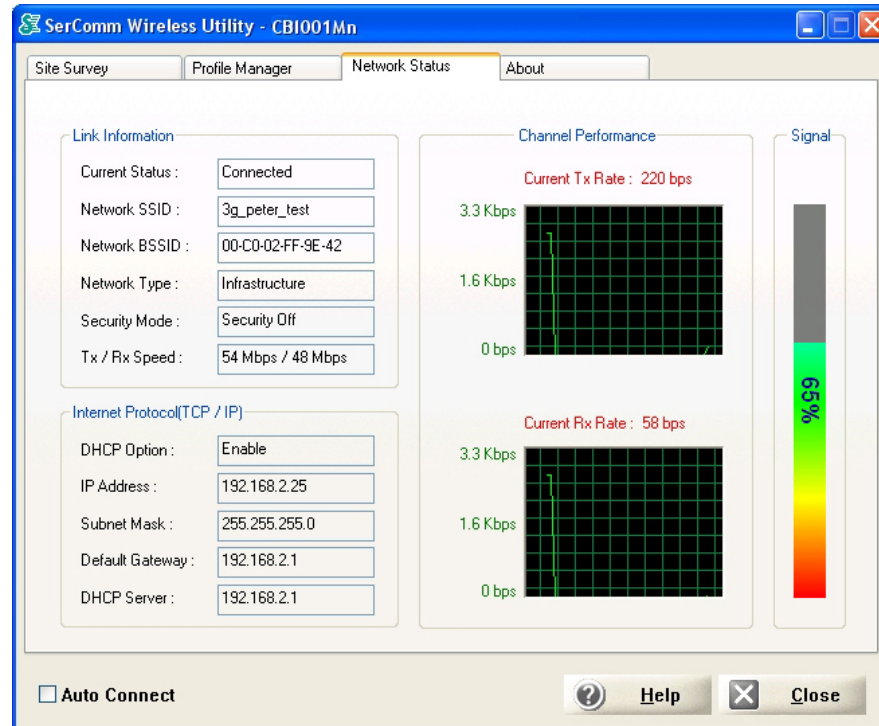 SerComm Wireless Utility - CBI001Mn
Site Survey
Profile Manager
Network Status
About
Link Information
Current Status : Connected
Network SSID : 3g_peter_test
Network BSSID : 00-C0-02-FF-9E-42
Network Type : Infrastructure
Security Mode : Security Off
Tx / Rx Speed : 54 Mbps / 48 Mbps
Internet Protocol(TCP / IP)
DHCP Option : Enable
IP Address : 192.168.2.25
Subnet Mask : 255.255.255.0
Default Gateway : 192.168.2.1
DHCP Server : 192.168.2.1
Channel Performance
Current Tx Rate : 220 bps
3.3 Kbps
1.6 Kbps
0 bps
Current Rx Rate : 58 bps
3.3 Kbps
1.6 Kbps
0 bps
Signal
65%
Auto Connect
Help
Close